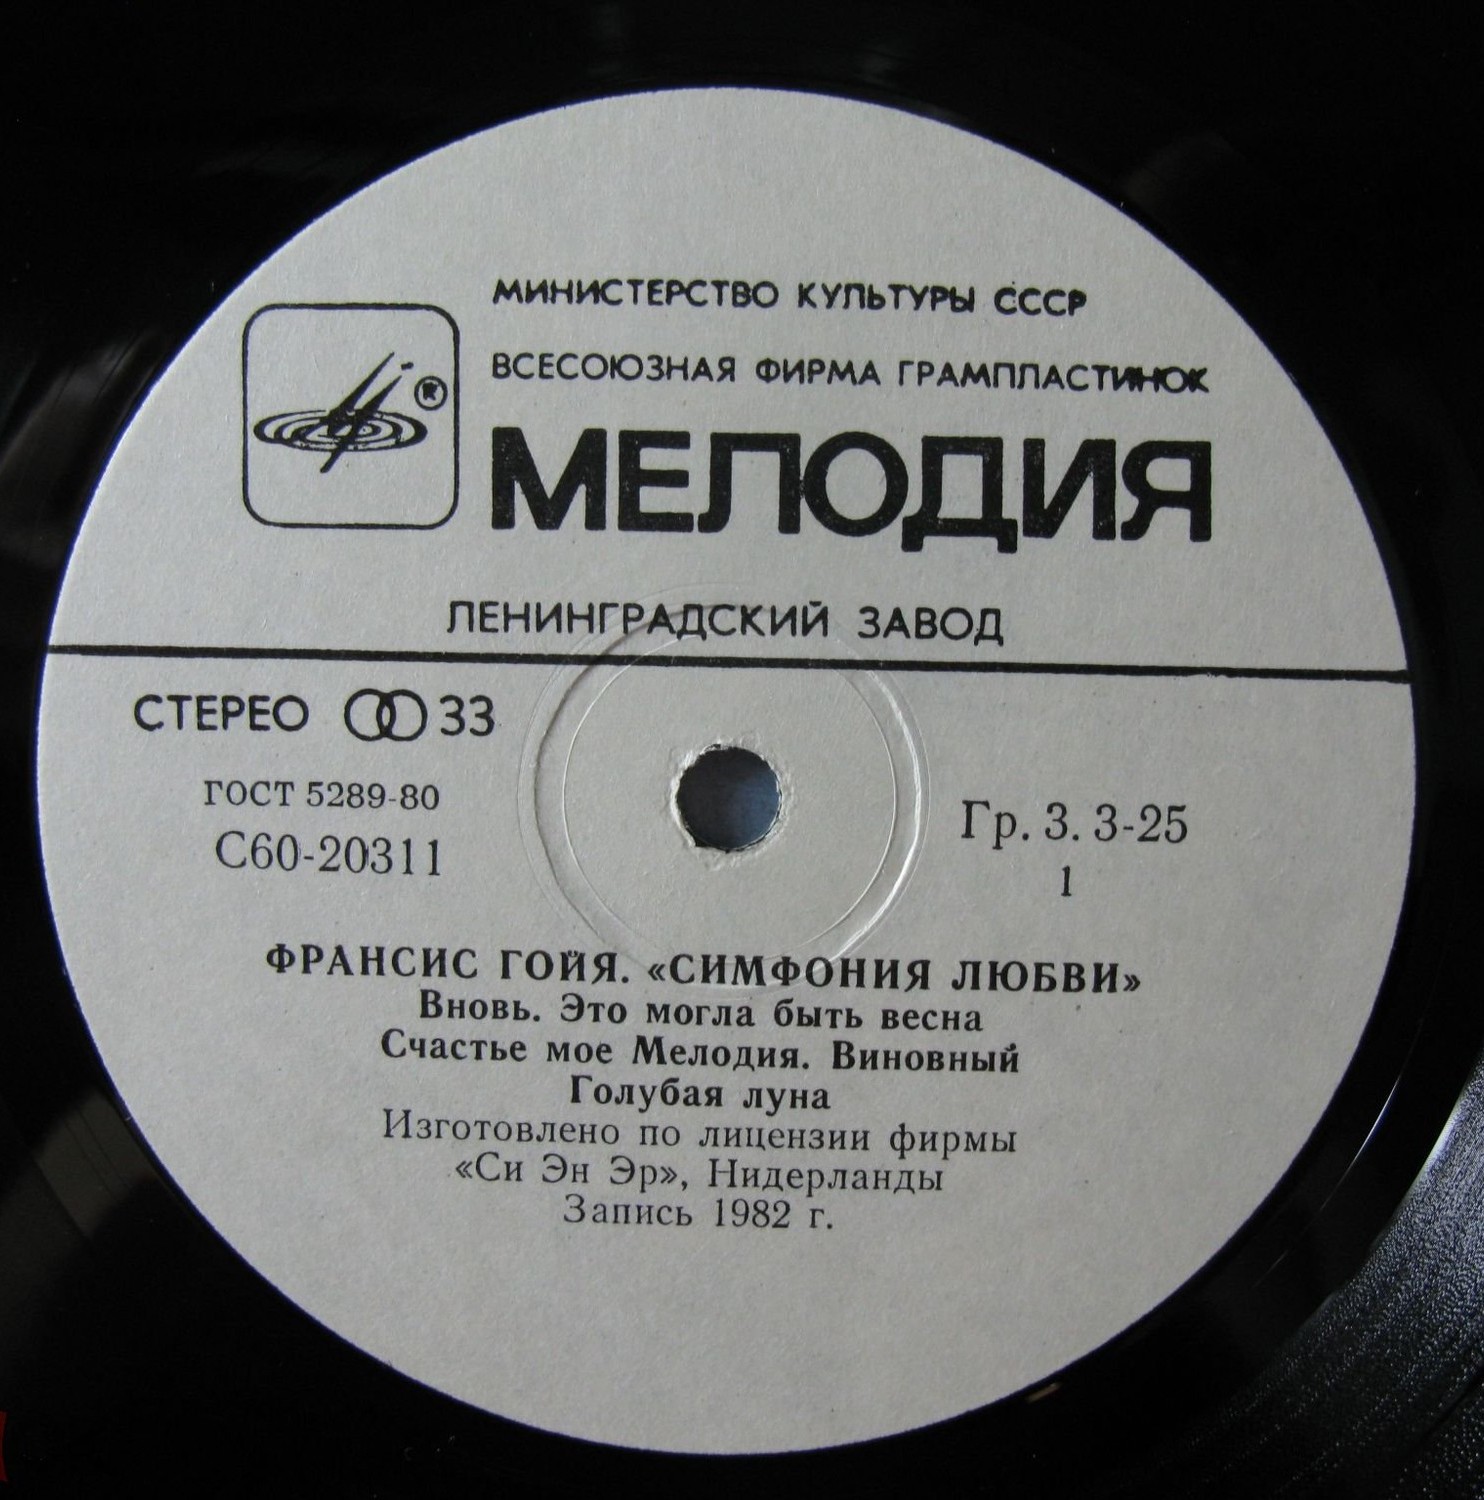 МИНИСТЕРСТВО КУЛЬТУРЫ СССР
ВСЕСОЮЗНАЯ ФИРМА ГРАМПЛАСТИНОК
®
МЕЛОДИЯ
ЛЕНИНГРАДСКИЙ ЗАВОД
СТЕРЕО 33
ГОСТ 5289-80
С60-20311
Гр. 3. 3-25
1
ФРАНСИС ГОЙЯ. «СИМФОНИЯ ЛЮБВИ»
Вновь. Это могла быть весна
Счастье мое Мелодия. Виновный
Голубая луна
Изготовлено по лицензии фирмы
«Си Эн Эр», Нидерланды
Запись 1982 г.